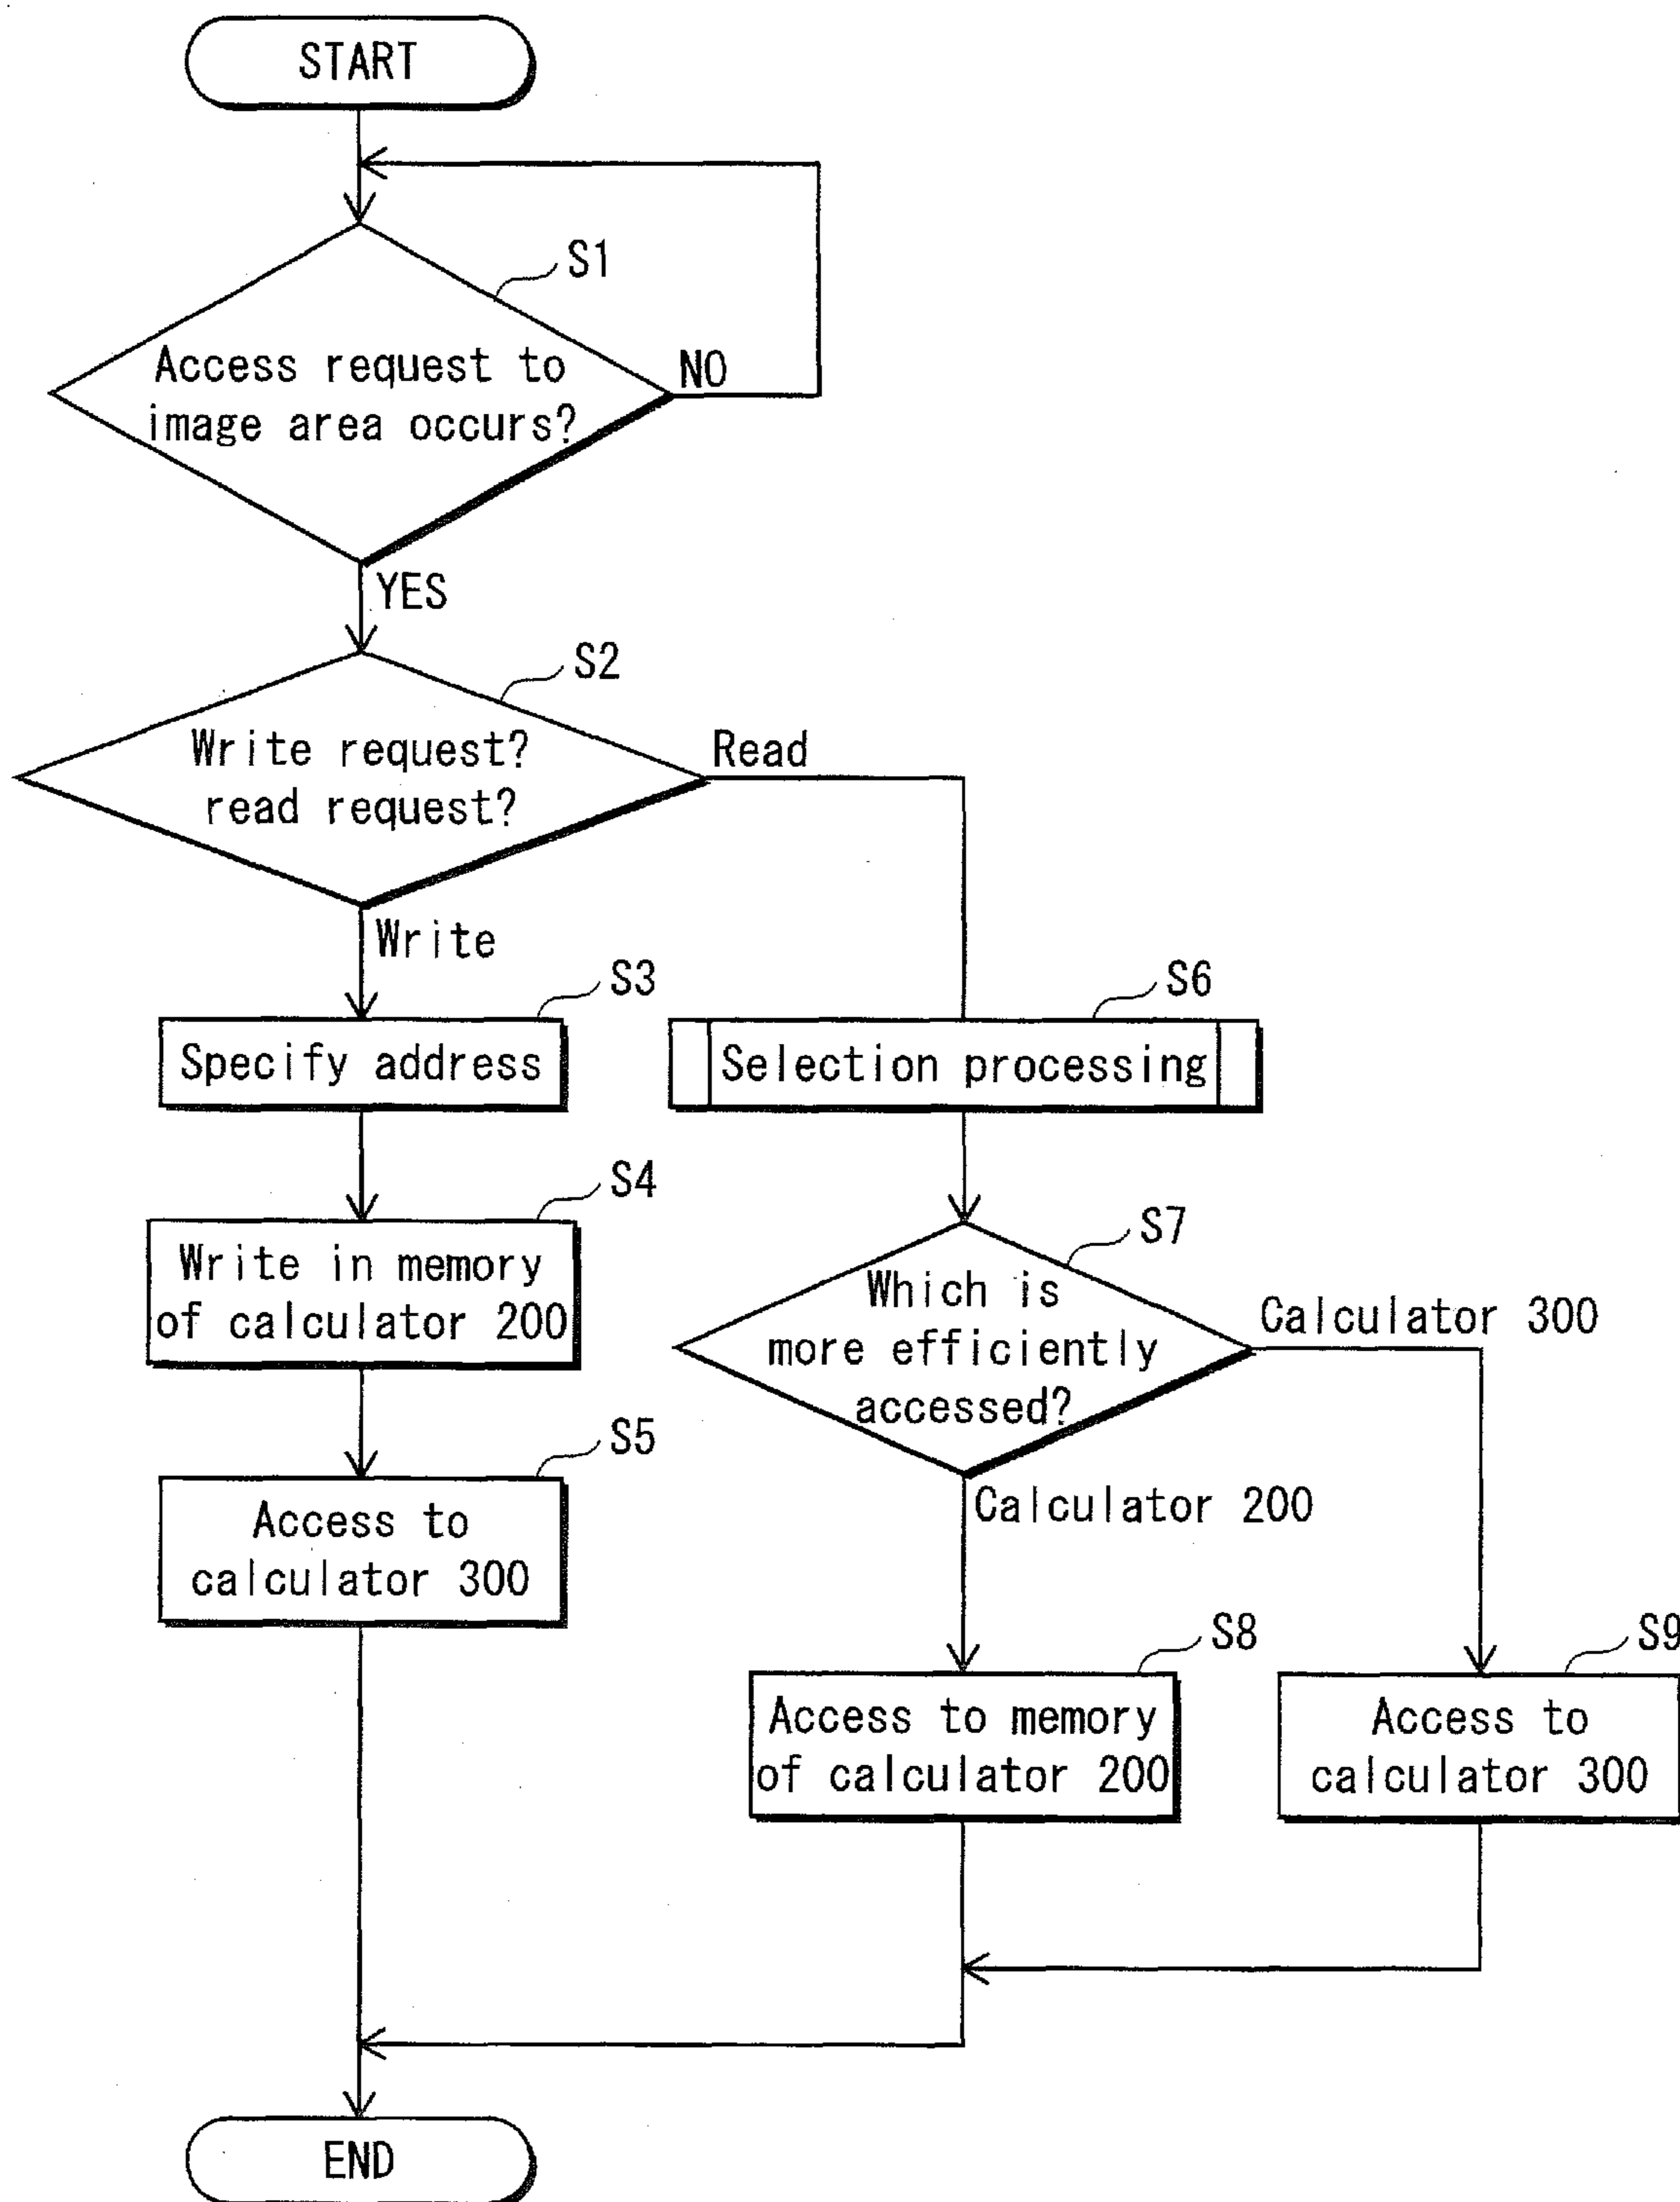 START
S1
Access request to
image area occurs?
NO
YES
S2
Write request?
read request?
Read
Write
S3
Specify address
S6
Selection processing
S4
Write in memory
of calculator 200
S7
Which is
more efficiently
accessed?
Calculator 300
Calculator 200
S5
Access to
calculator 300
S8
Access to memory
of calculator 200
S9
Access to
calculator 300
END